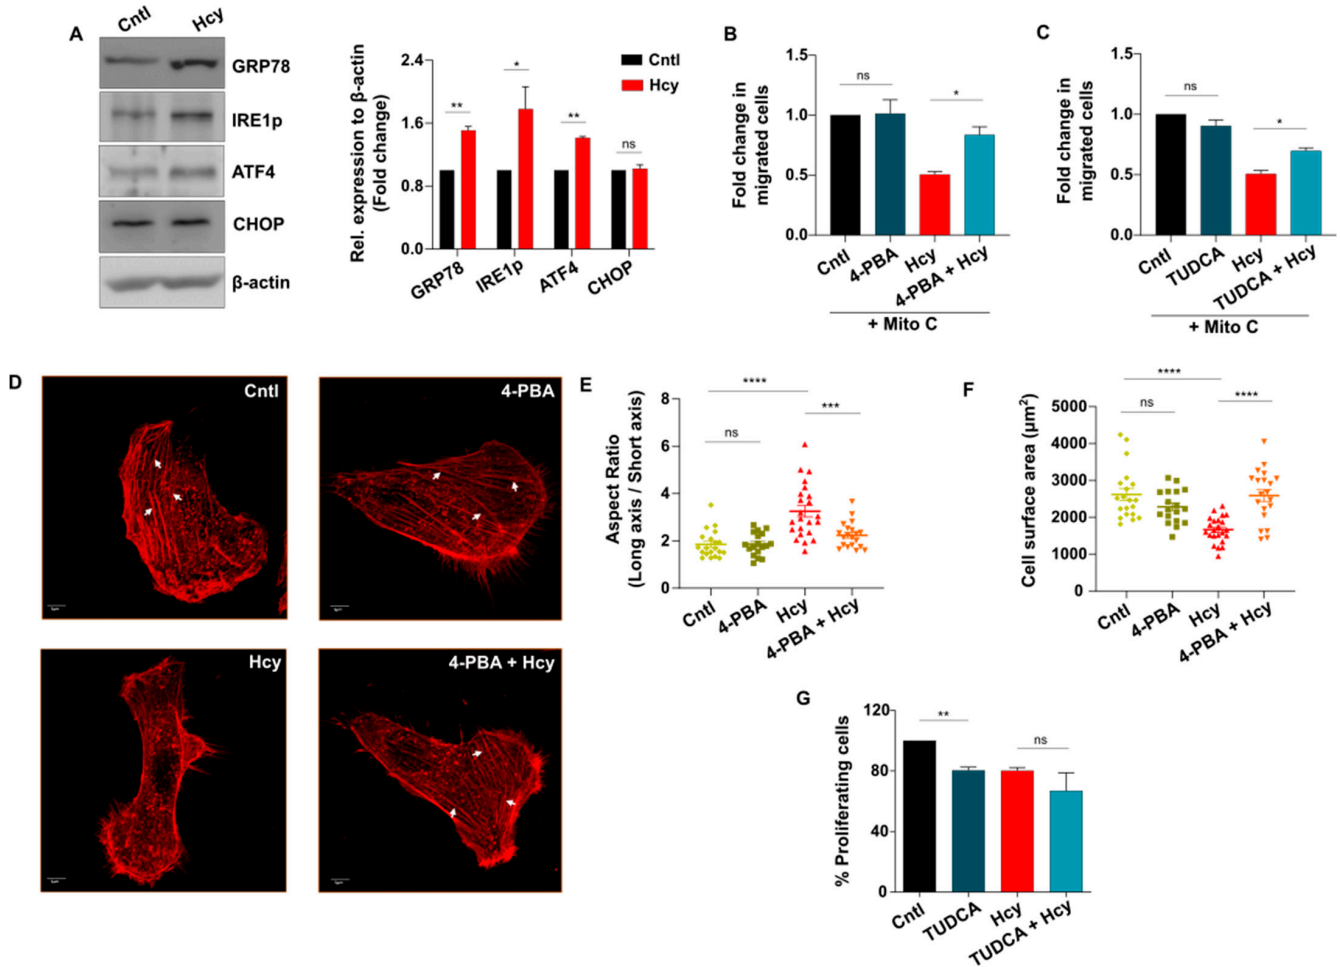 A
Cntl
Hcy
GRP78
IRE1p
ATF4
CHOP
β-actin
Rel. expression to β-actin
(Fold change)
2.4
1.6
0.8
0.0
**
*
**
ns
Cntl
Hcy
GRP78
IRE1p
ATF4
CHOP
B
Fold change in
migrated cells
1.5
1.0
0.5
0.0
ns
*
Cntl
4-PBA
Hcy
4-PBA + Hcy
+ Mito C
C
Fold change in
migrated cells
1.5
1.0
0.5
0.0
ns
*
Cntl
TUDCA
Hcy
TUDCA + Hcy
+ Mito C
D
Cntl
4-PBA
Hcy
4-PBA + Hcy
E
Aspect Ratio
(Long axis / Short axis)
8
6
4
2
0
****
***
ns
Cntl
4-PBA
Hcy
4-PBA + Hcy
F
Cell surface area (μm²)
5000
4000
3000
2000
1000
0
****
ns
****
Cntl
4-PBA
Hcy
4-PBA + Hcy
G
% Proliferating cells
120
80
40
0
**
ns
Cntl
TUDCA
Hcy
TUDCA + Hcy